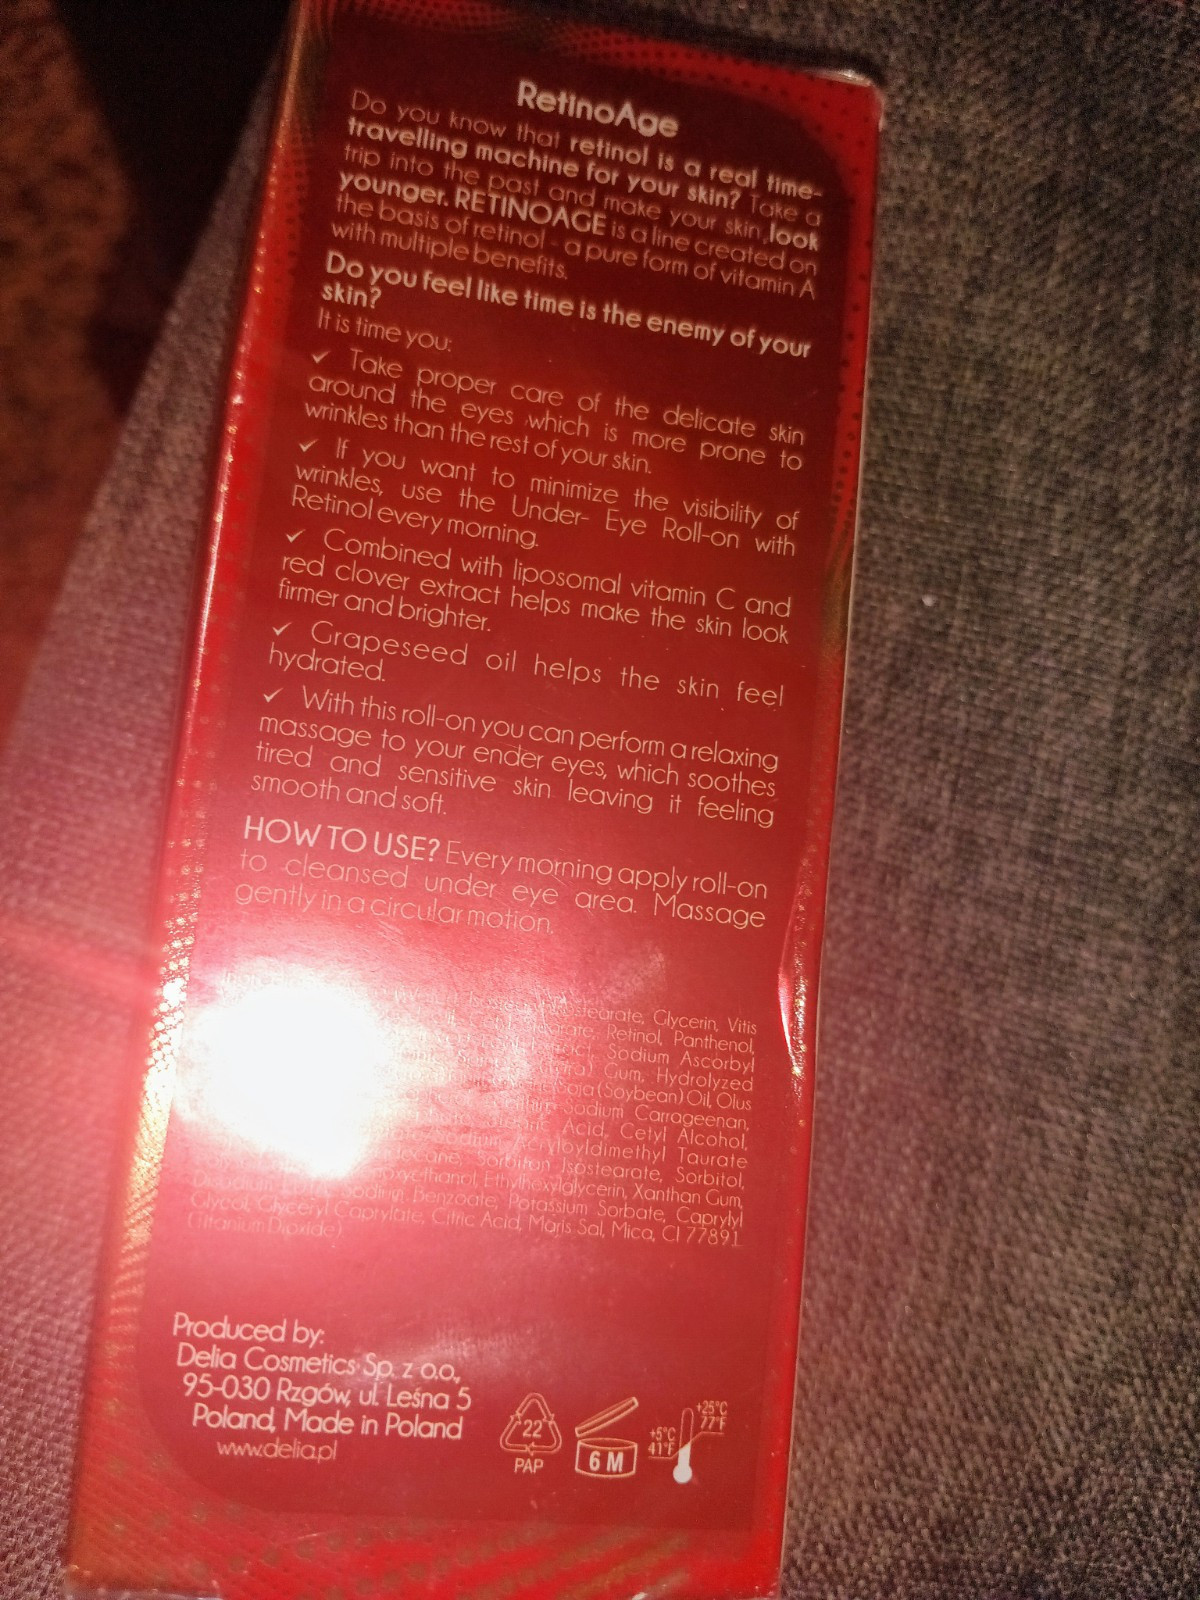 RetinoAge
Do you know that retinol is a real time-
travelling machine for your skin? Take a
trip into the past and make your skin look
younger. RETINOAGE is a line created on
the basis of retinol - a pure form of vitamin A
with multiple benefits.
Do you feel like time is the enemy of your
skin?
It is time you:
✓ Take proper care of the delicate skin
around the eyes which is more prone to
wrinkles than the rest of your skin.
✓ If you want to minimize the visibility of
wrinkles, use the Under- Eye Roll-on with
Retinol every morning.
✓ Combined with liposomal vitamin C and
red clover extract helps make the skin look
firmer and brighter.
✓ Grapeseed oil helps the skin feel
hydrated.
✓ With this roll-on you can perform a relaxing
massage to your ender eyes, which soothes
tired and sensitive skin leaving it feeling
smooth and soft.
HOW TO USE? Every morning apply roll-on
to cleansed under eye area. Massage
gently in a circular motion.
Glycerin, Vitis
Retinol, Panthenol,
Sodium Ascorbyl
Gum, Hydrolyzed
Soja (Soybean) Oil, Olus
Sodium Carrageenan,
Acid, Cetyl Alcohol,
Sodium Acryloyldimethyl Taurate
Sorbitan Isostearate, Sorbitol,
Ethylhexylglycerin, Xanthan Gum,
Sodium Benzoate, Potassium Sorbate, Caprylyl
Glycol, Glyceryl Caprylate, Citric Acid, Maris Sal, Mica, CI 77891
(Titanium Dioxide)
Produced by:
Delia Cosmetics Sp. z o.o.,
95-030 Rzgów, ul. Leśna 5
Poland, Made in Poland
www.delia.pl
22
PAP
6 M
+5°C
41°F
+25°C
77°F